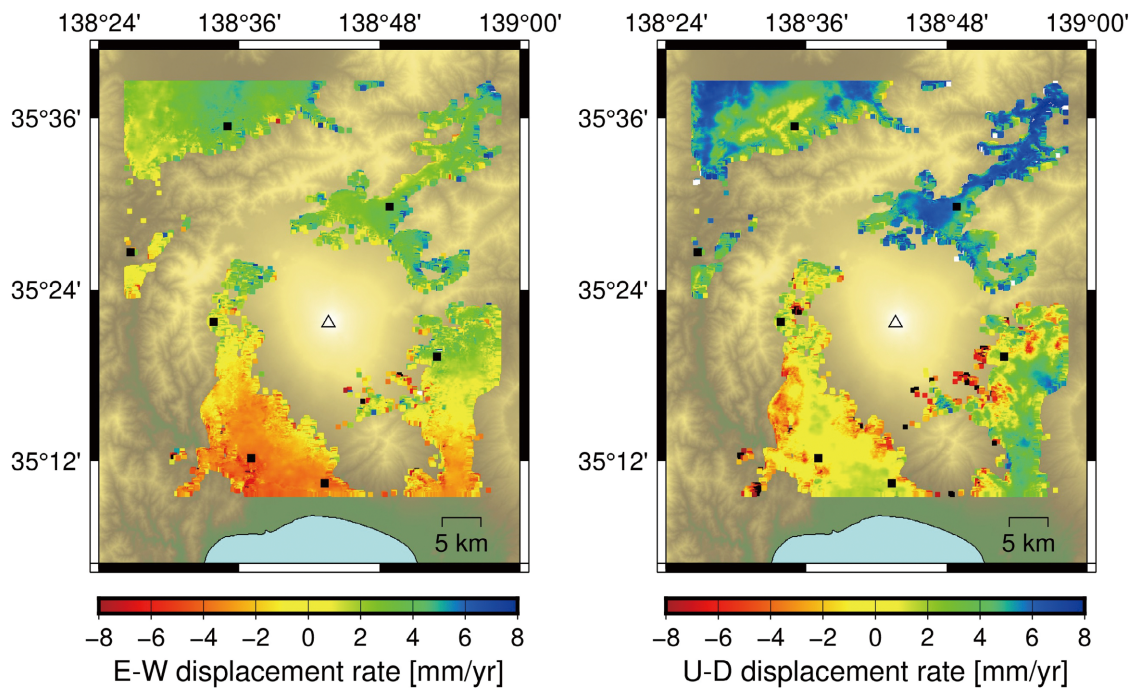 138°24' 138°36' 138°48' 139°00'
138°24' 138°36' 138°48' 139°00'
35°36'
35°36'
35°24'
35°24'
35°12'
35°12'
5 km
5 km
−8 −6 −4 −2 0 2 4 6 8
−8 −6 −4 −2 0 2 4 6 8
E-W displacement rate [mm/yr]
U-D displacement rate [mm/yr]